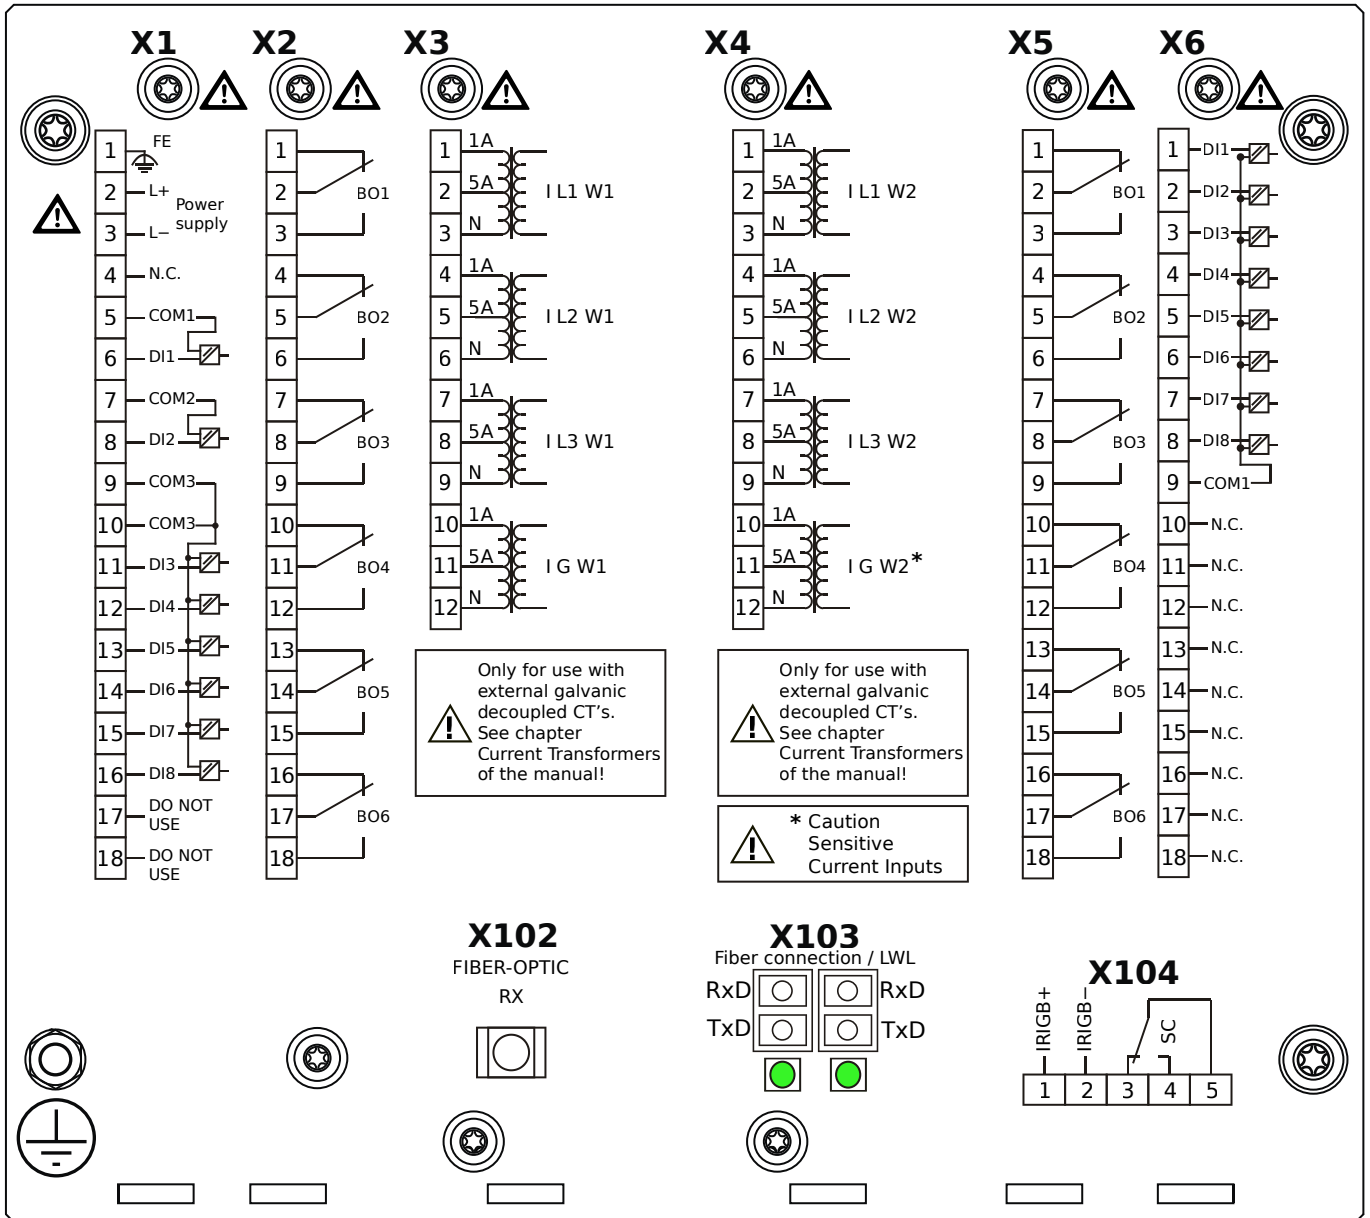 X1
X2
X3
X4
X5
X6
1 FE
2 L+
Power
supply
3 L−
4 N.C.
5 COM1
6 DI1
7 COM2
8 DI2
9 COM3
10 COM3
11 DI3
12 DI4
13 DI5
14 DI6
15 DI7
16 DI8
17 DO NOT
USE
18 DO NOT
USE
1
2 BO1
3
4
5 BO2
6
7
8 BO3
9
10
11 BO4
12
13
14 BO5
15
16
17 BO6
18
1 1A
2 5A I L1 W1
3 N
4 1A
5 5A I L2 W1
6 N
7 1A
8 5A I L3 W1
9 N
10 1A
11 5A I G W1
12 N
Only for use with
external galvanic
decoupled CT's.
See chapter
Current Transformers
of the manual!
1 1A
2 5A I L1 W2
3 N
4 1A
5 5A I L2 W2
6 N
7 1A
8 5A I L3 W2
9 N
10 1A
11 5A I G W2*
12 N
Only for use with
external galvanic
decoupled CT's.
See chapter
Current Transformers
of the manual!
* Caution
Sensitive
Current Inputs
1
2 BO1
3
4
5 BO2
6
7
8 BO3
9
10
11 BO4
12
13
14 BO5
15
16
17 BO6
18
1 DI1
2 DI2
3 DI3
4 DI4
5 DI5
6 DI6
7 DI7
8 DI8
9 COM1
10 N.C.
11 N.C.
12 N.C.
13 N.C.
14 N.C.
15 N.C.
16 N.C.
17 N.C.
18 N.C.
X102
FIBER-OPTIC
RX
X103
Fiber connection / LWL
RxD RxD
TxD TxD
X104
IRIGB+
IRIGB−
SC
1 2 3 4 5